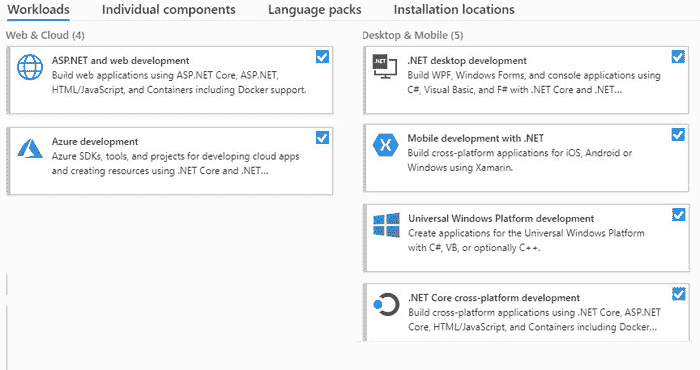 Workloads Individual components Language packs Installation locations
Web & Cloud (4)
ASP.NET and web development
Build web applications using ASP.NET Core, ASP.NET,
HTML/JavaScript, and Containers including Docker support.
Azure development
Azure SDKs, tools, and projects for developing cloud apps
and creating resources using .NET Core and .NET...
Desktop & Mobile (5)
.NET
.NET desktop development
Build WPF, Windows Forms, and console applications using
C#, Visual Basic, and F# with .NET Core and .NET...
Mobile development with .NET
Build cross-platform applications for iOS, Android or
Windows using Xamarin.
Universal Windows Platform development
Create applications for the Universal Windows Platform
with C#, VB, or optionally C++.
.NET Core cross-platform development
Build cross-platform applications using .NET Core, ASP.NET
Core, HTML/JavaScript, and Containers including Docker...